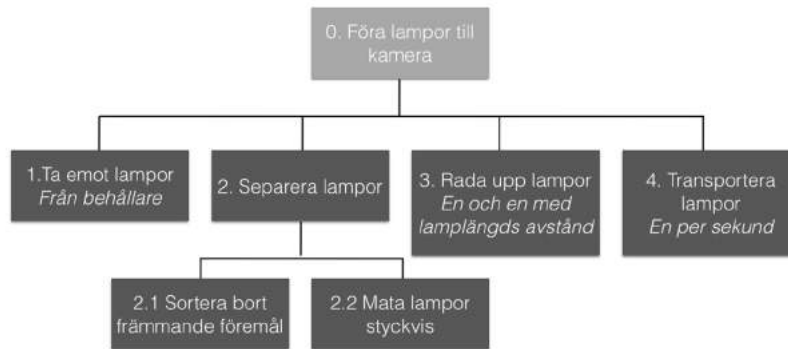 0. Föra lampor till
kamera
1.Ta emot lampor
Från behållare
2. Separera lampor
3. Rada upp lampor
En och en med
lamplängds avstånd
4. Transportera
lampor
En per sekund
2.1 Sortera bort
främmande föremål
2.2 Mata lampor
styckvis